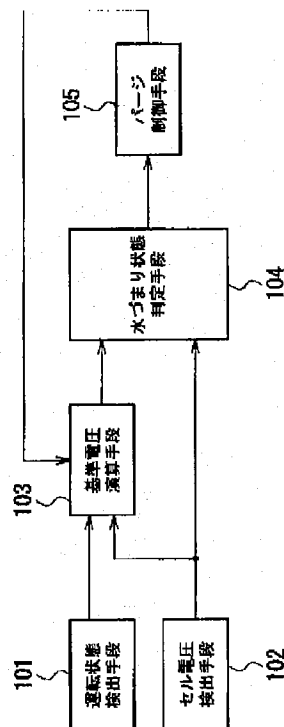 101
運転状態
検出手段
セル電圧
検出手段
102
103
基準電圧
演算手段
水づまり状態
判定手段
104
105
パージ
制御手段